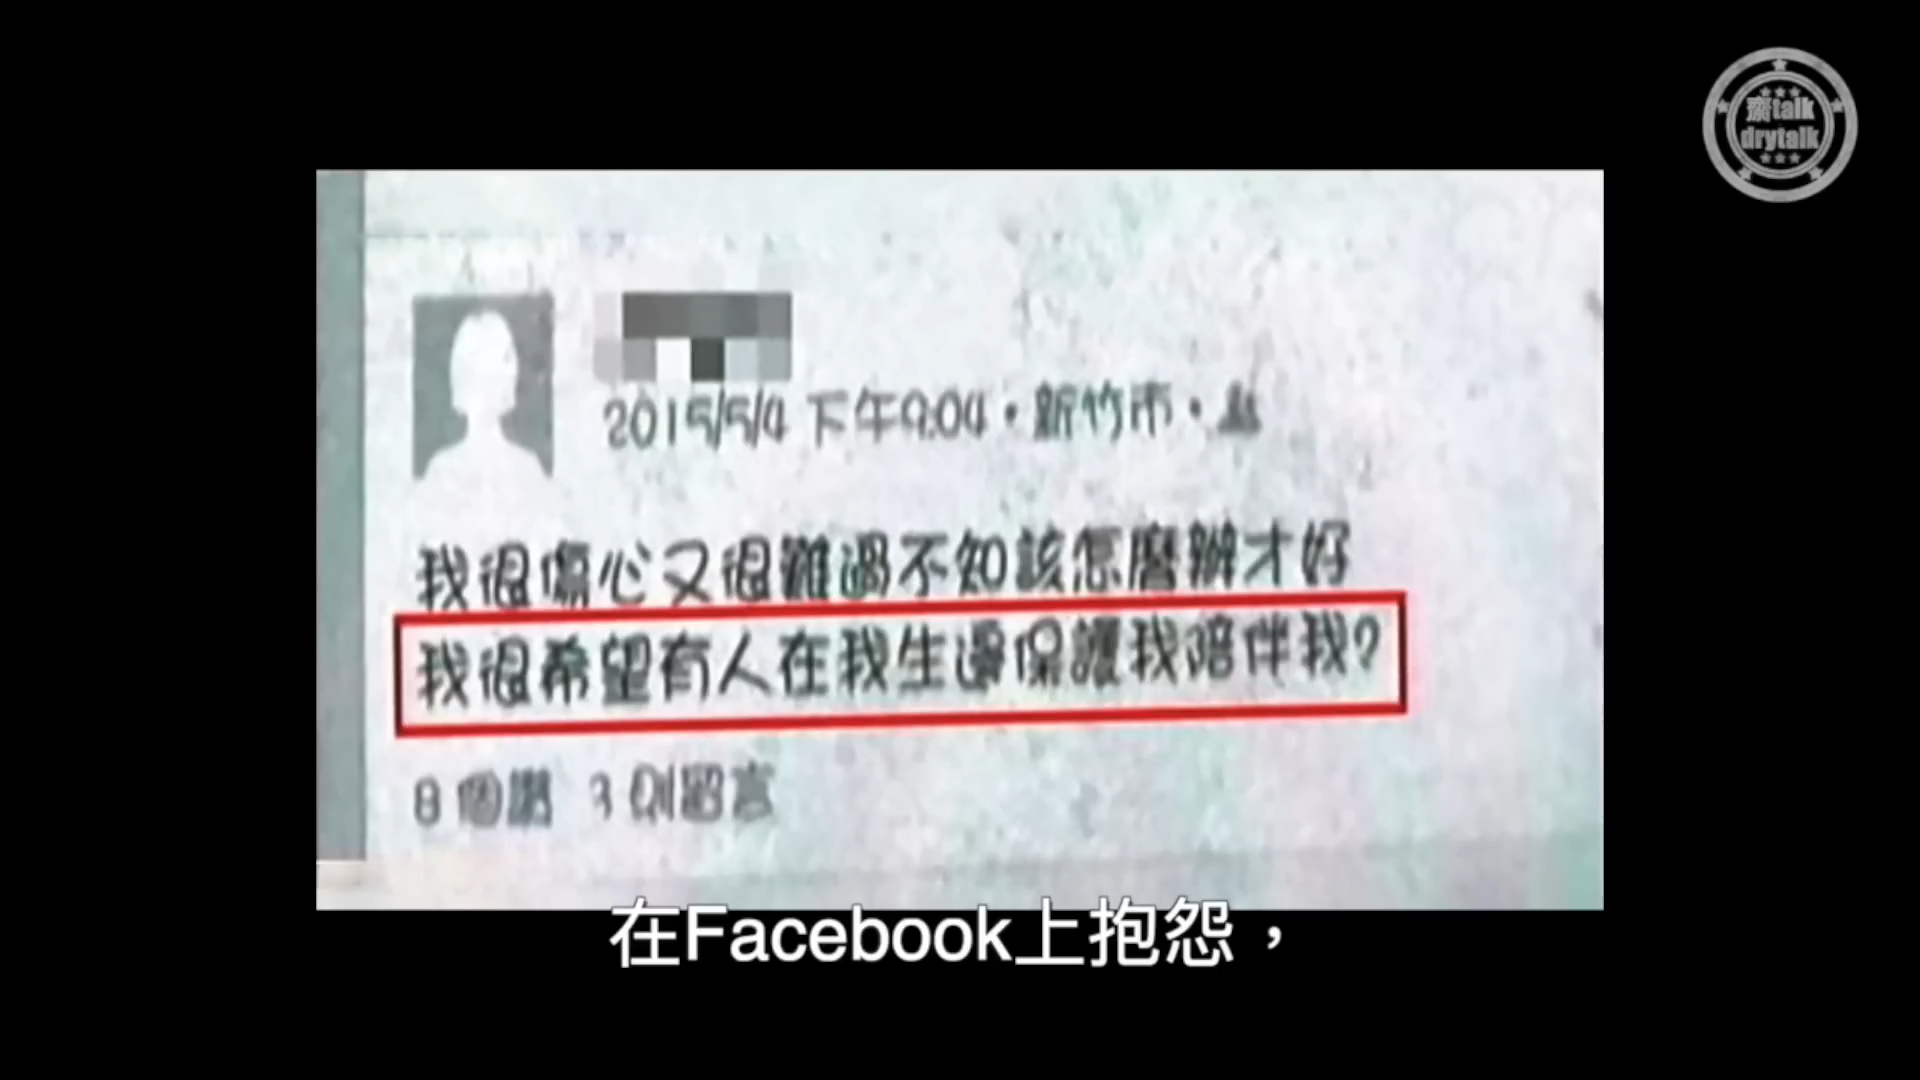 齋talk
drytalk
2015/5/4 下午9:04·新竹市·
我很傷心又很難過不知該怎麼辦才好
我很希望有人在我生邊保護我陪伴我?
8 個讚 3 則留言
在Facebook上抱怨，